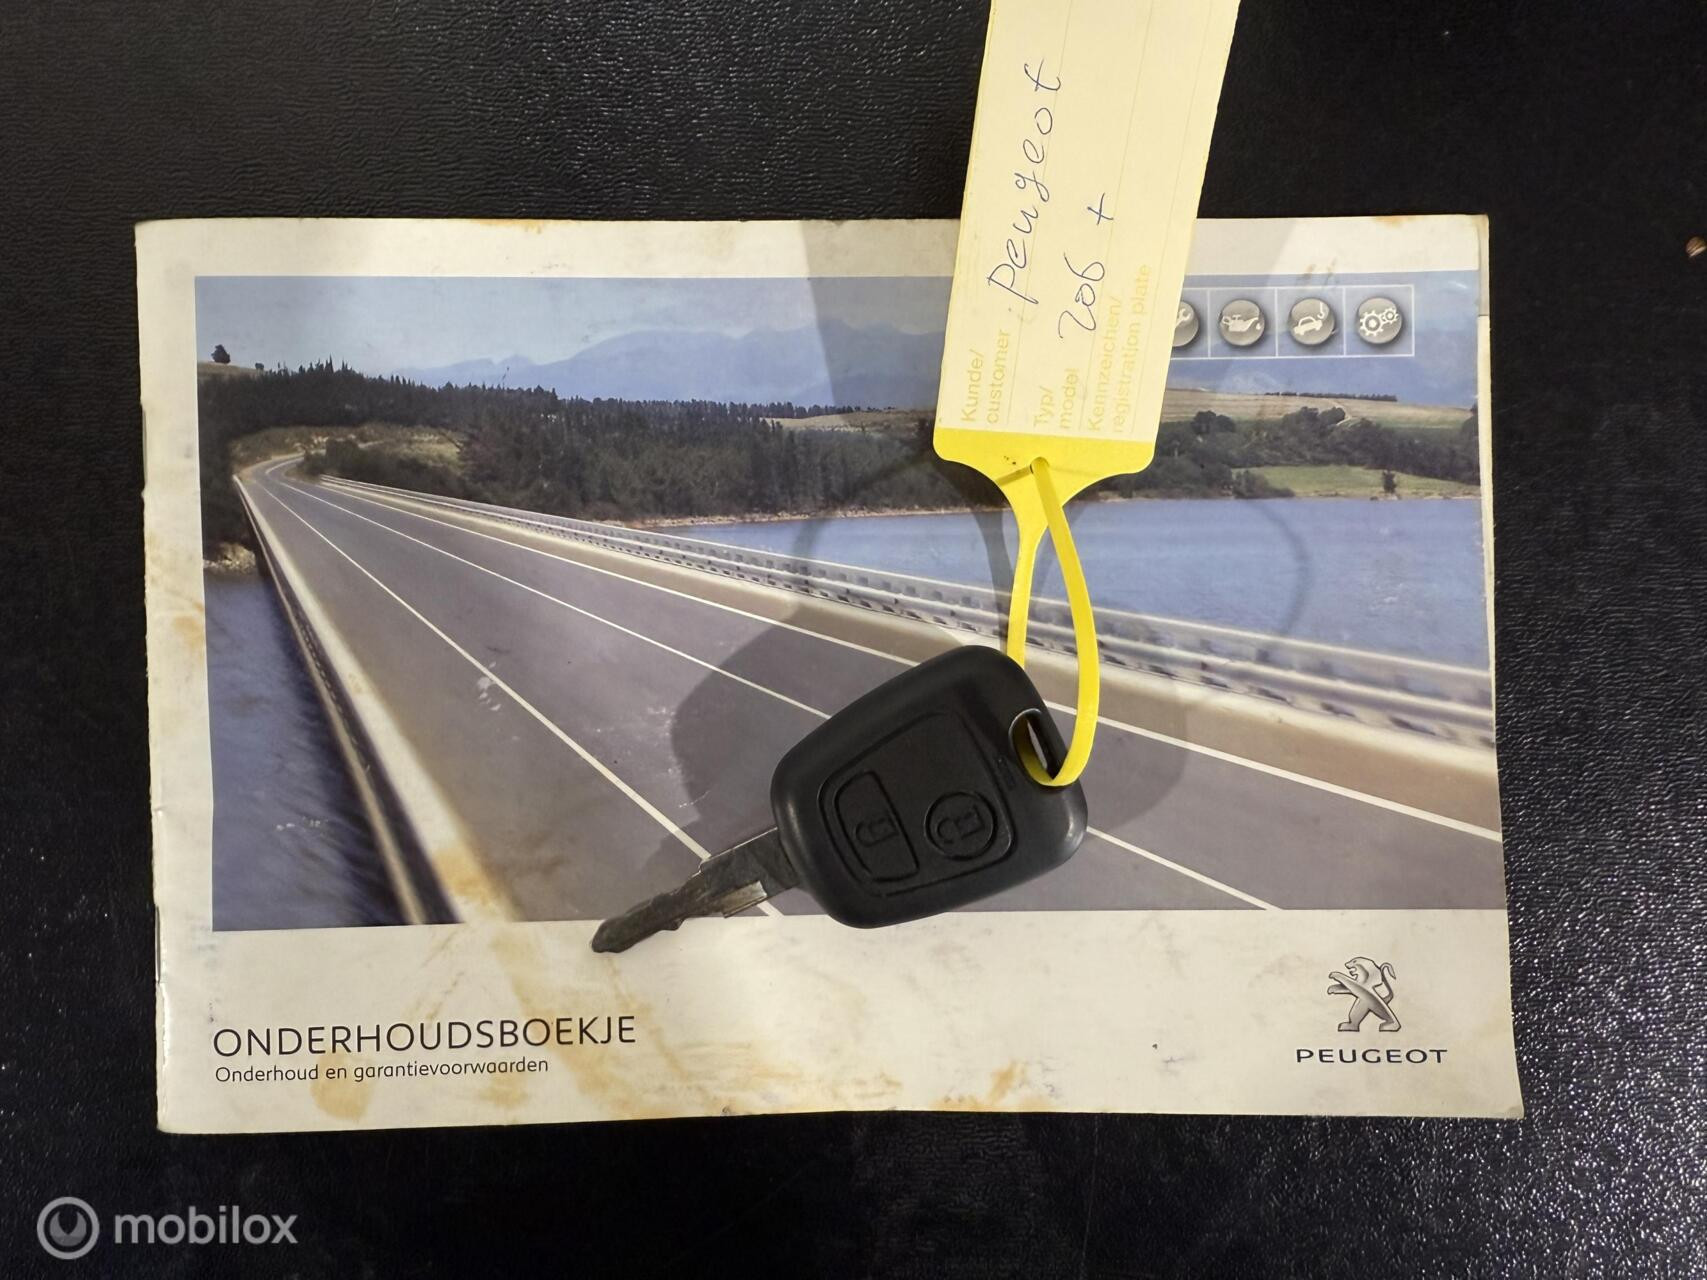 Peugeot
206 +
Kunde/
customer
Typ/
model
Kennzeichen/
registration plate
ONDERHOUDSBOEKJE
Onderhoud en garantievoorwaarden
PEUGEOT
mobilox